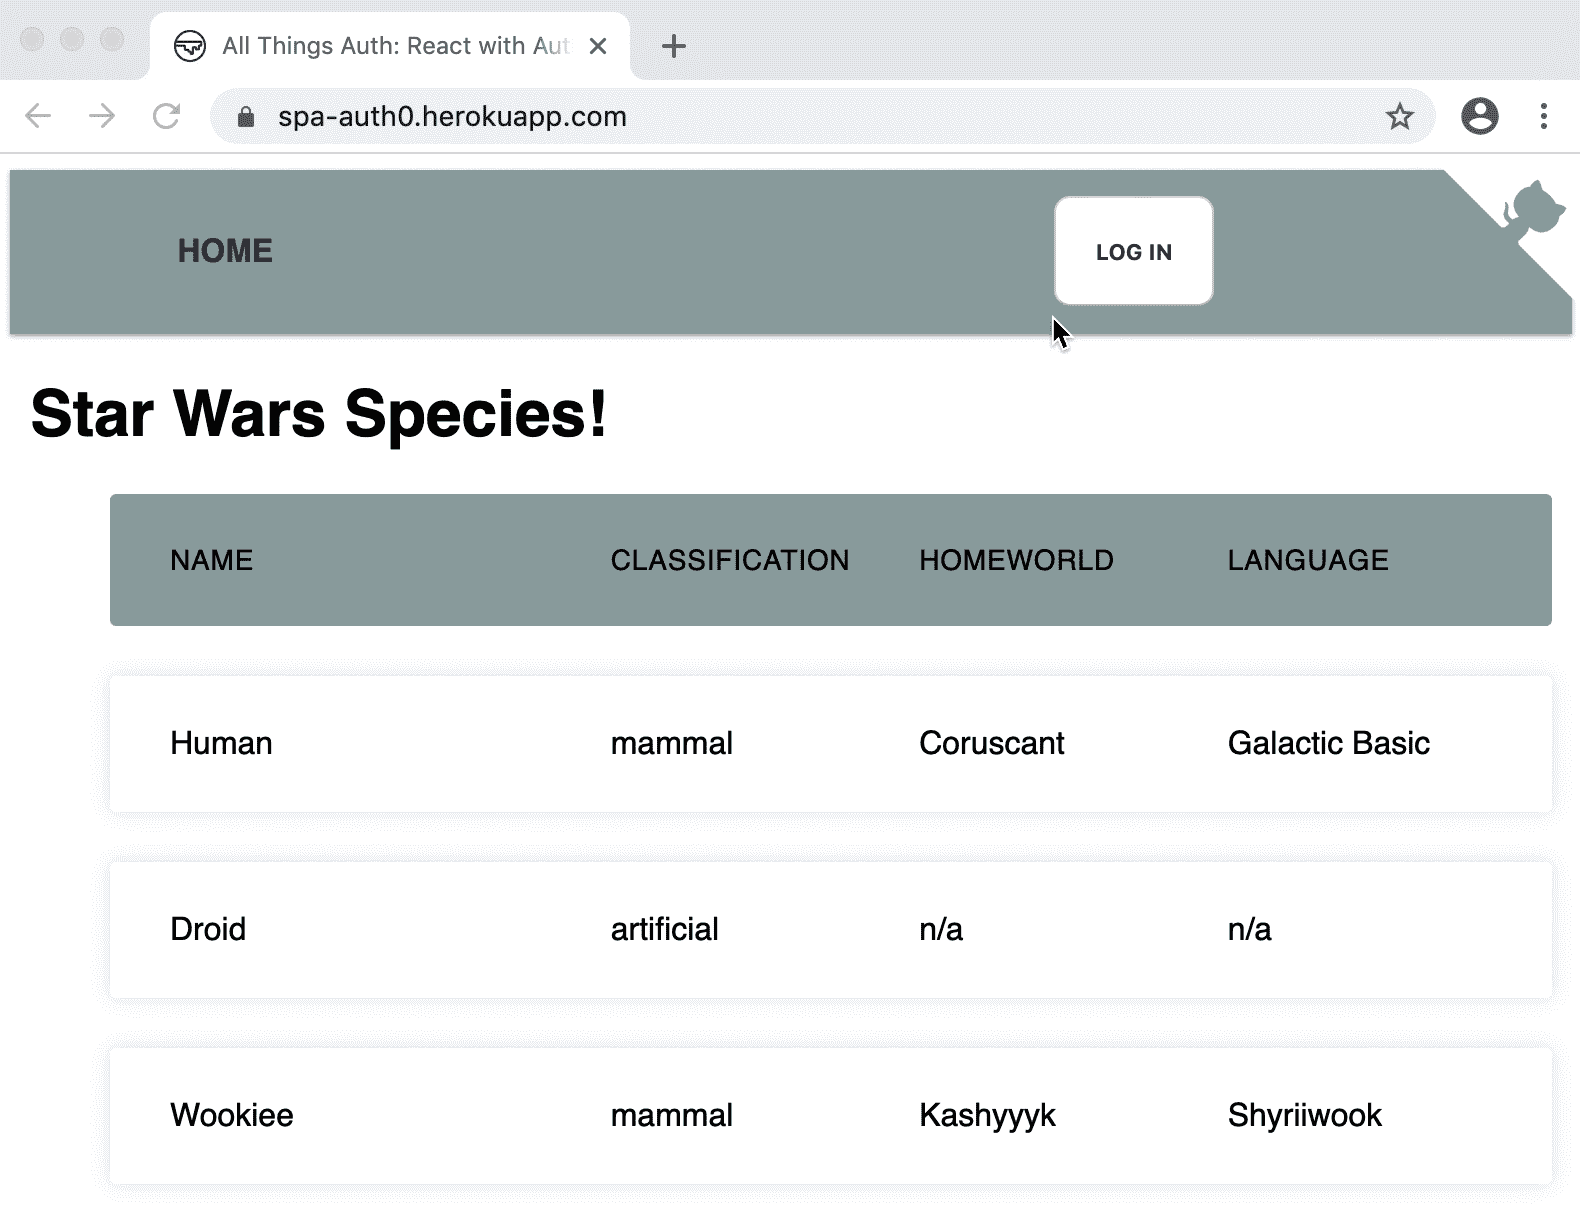 All Things Auth: React with Aut
spa-auth0.herokuapp.com
HOME
LOG IN
Star Wars Species!
NAME CLASSIFICATION HOMEWORLD LANGUAGE
Human mammal Coruscant Galactic Basic
Droid artificial n/a n/a
Wookiee mammal Kashyyyk Shyriiwook